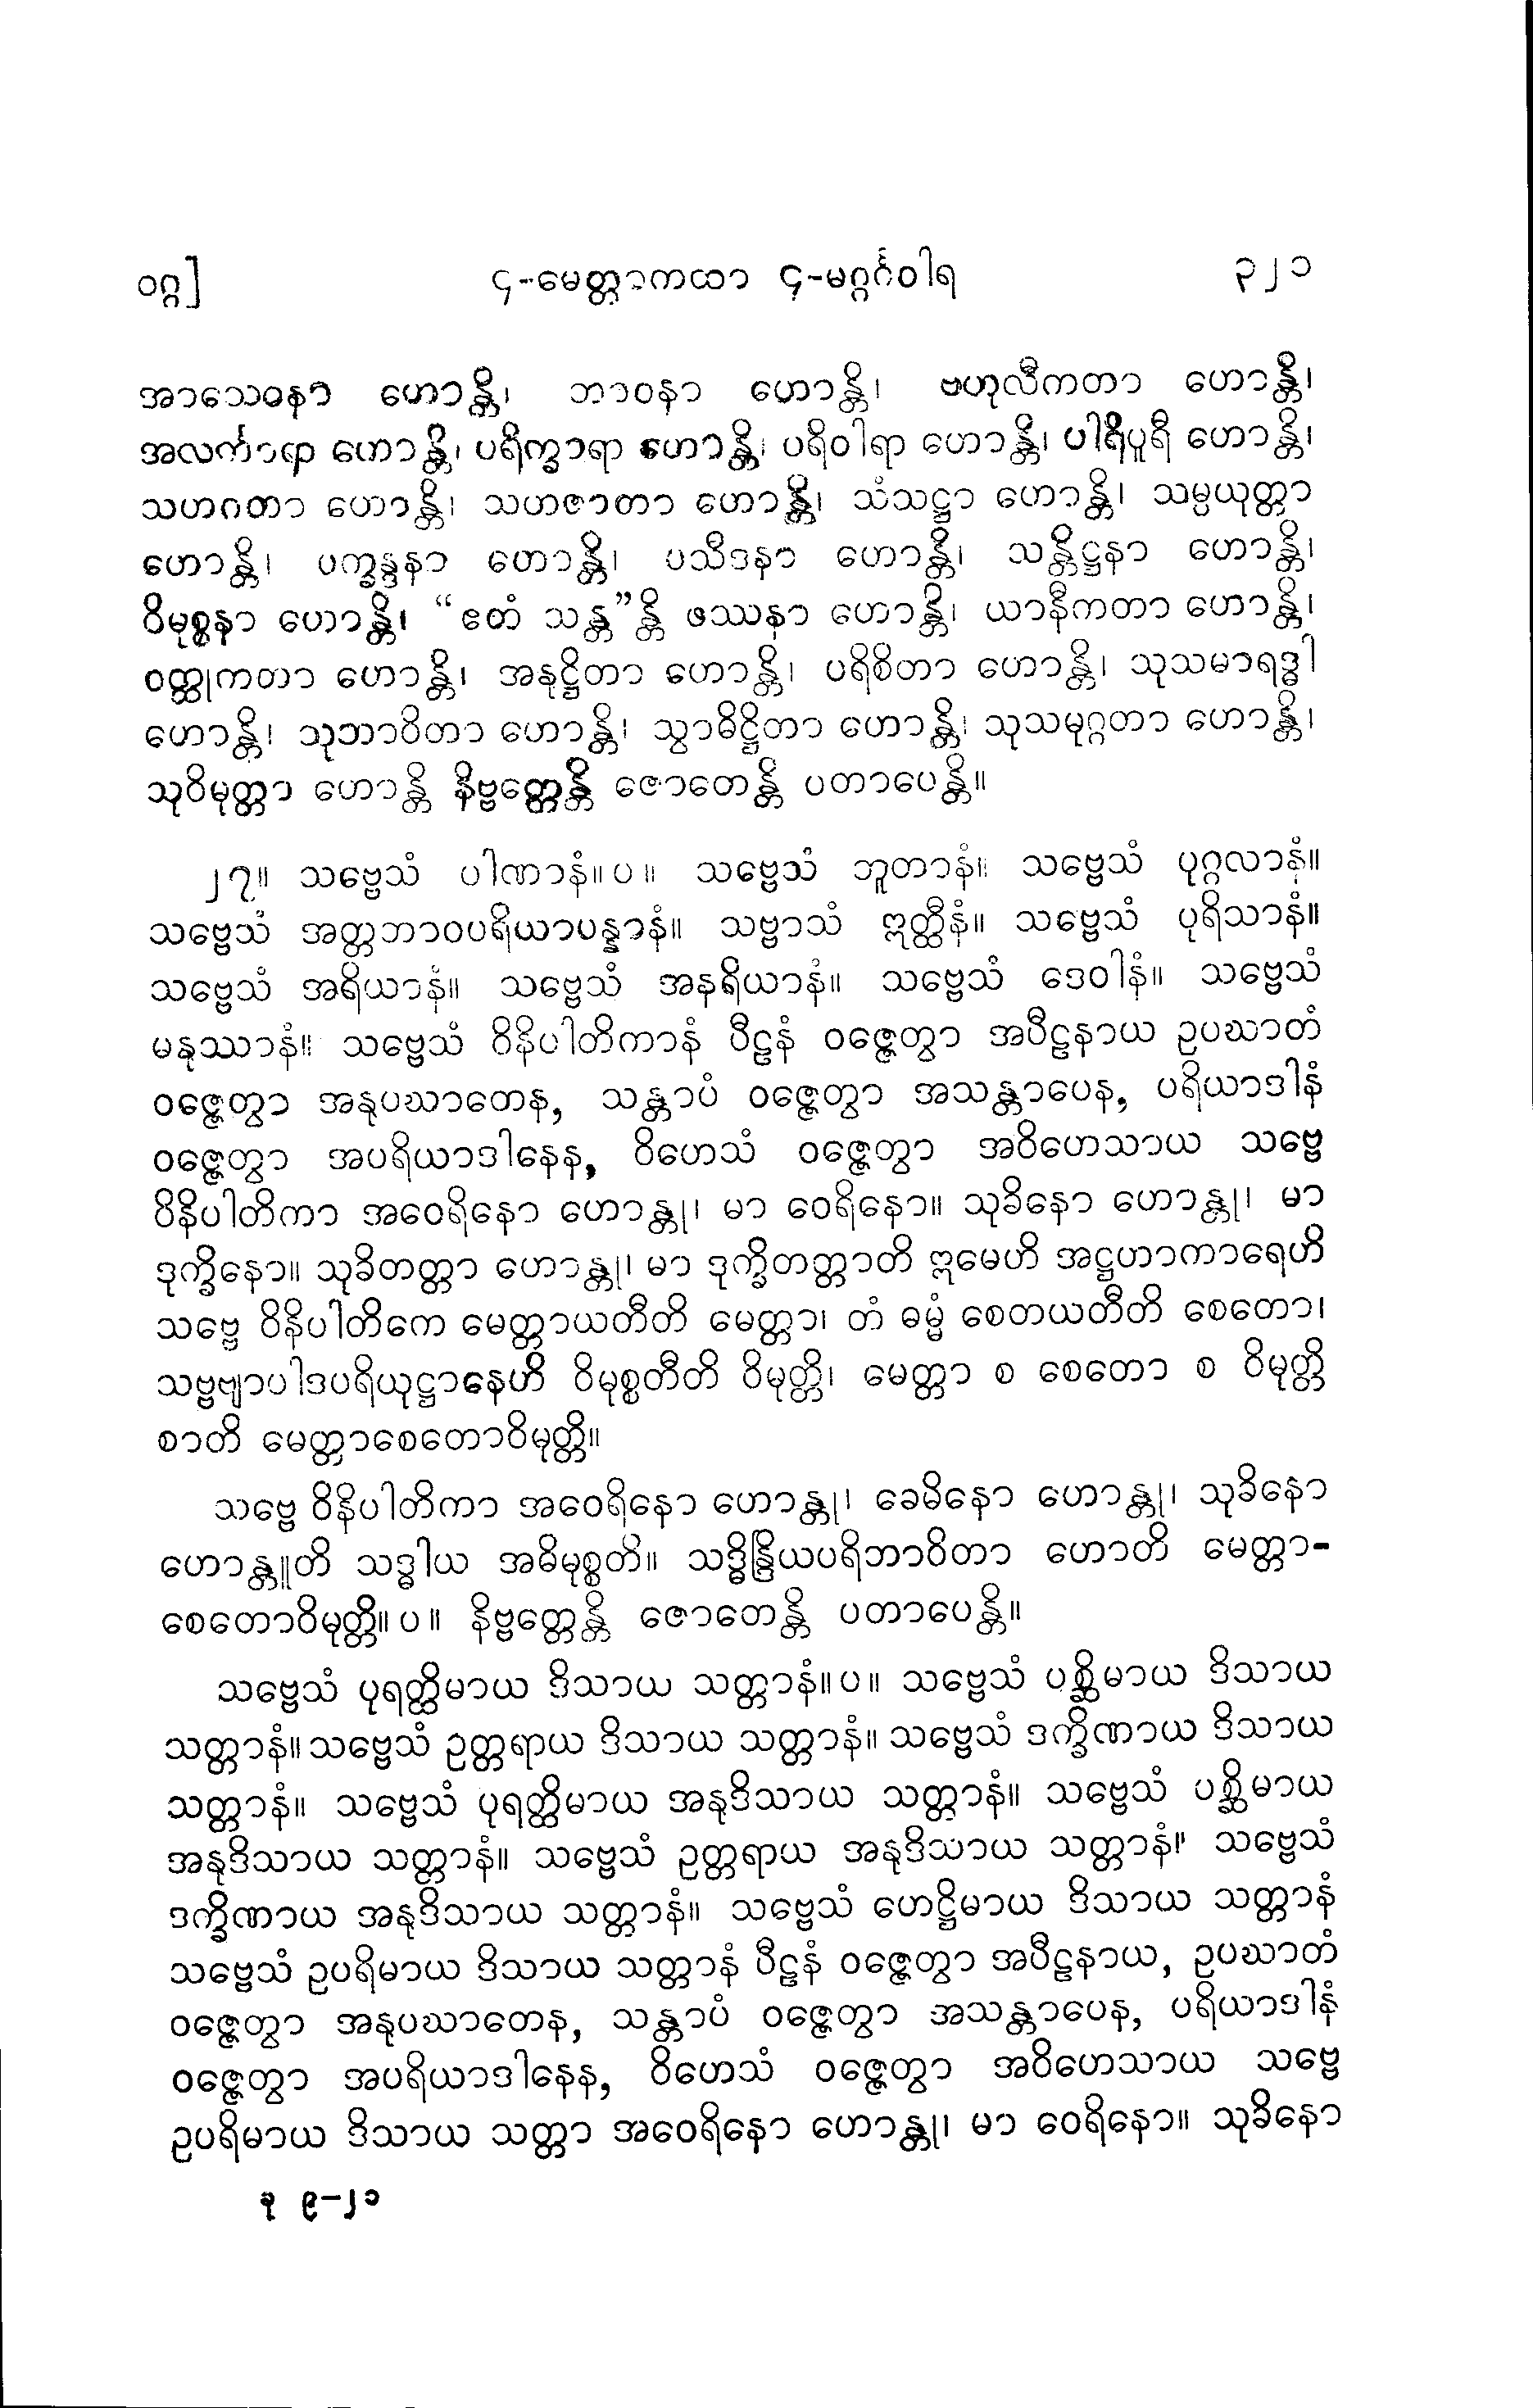 ဝဂ္ဂ] ၄-မေတ္တာကထာ ၄-မဂ္ဂင်္ဂဝါရ ၃၂၁
အာသေဝနာ ဟောန္တိ၊ ဘာဝနာ ဟောန္တိ၊ ဗဟုလီကတာ ဟောန္တိ၊
အလင်္ကာရာ ဟောန္တိ၊ ပရိက္ခာရာ ဟောန္တိ၊ ပရိဝါရာ ဟောန္တိ၊ ပါရိပူရီ ဟောန္တိ၊
သဟဂတာ ဟောန္တိ၊ သဟဇာတာ ဟောန္တိ၊ သံသဋ္ဌာ ဟောန္တိ၊ သမ္ပယုတ္တာ
ဟောန္တိ၊ ပက္ခန္ဒနာ ဟောန္တိ၊ ပသီဒနာ ဟောန္တိ၊ သန္တိဋ္ဌနာ ဟောန္တိ၊
ဝိမုစ္စနာ ဟောန္တိ၊ “ဧတံ သန္တ”န္တိ ဖဿနာ ဟောန္တိ၊ ယာနီကတာ ဟောန္တိ၊
ဝတ္ထုကတာ ဟောန္တိ၊ အနုဋ္ဌိတာ ဟောန္တိ၊ ပရိစိတာ ဟောန္တိ၊ သုသမာရဒ္ဓါ
ဟောန္တိ၊ သုဘာဝိတာ ဟောန္တိ၊ သွာဓိဋ္ဌိတာ ဟောန္တိ၊ သုသမုဂ္ဂတာ ဟောန္တိ၊
သုဝိမုတ္တာ ဟောန္တိ နိဗ္ဗတ္တေန္တိ ဇောတေန္တိ ပတာပေန္တိ။
၂၇။ သဗ္ဗေသံ ပါဏာနံ။ပ။ သဗ္ဗေသံ ဘူတာနံ။ သဗ္ဗေသံ ပုဂ္ဂလာနံ။
သဗ္ဗေသံ အတ္တဘာဝပရိယာပန္နာနံ။ သဗ္ဗာသံ ဣတ္ထီနံ။ သဗ္ဗေသံ ပုရိသာနံ။
သဗ္ဗေသံ အရိယာနံ။ သဗ္ဗေသံ အနရိယာနံ။ သဗ္ဗေသံ ဒေဝါနံ။ သဗ္ဗေသံ
မနုဿာနံ။ သဗ္ဗေသံ ဝိနိပါတိကာနံ ပီဠနံ ဝဇ္ဇေတွာ အပီဠနာယ ဥပဃာတံ
ဝဇ္ဇေတွာ အနုပဃာတေန, သန္တာပံ ဝဇ္ဇေတွာ အသန္တာပေန, ပရိယာဒါနံ
ဝဇ္ဇေတွာ အပရိယာဒါနေန, ဝိဟေသံ ဝဇ္ဇေတွာ အဝိဟေသာယ သဗ္ဗေ
ဝိနိပါတိကာ အဝေရိနော ဟောန္တု၊ မာ ဝေရိနော။ သုခိနော ဟောန္တု၊ မာ
ဒုက္ခိနော။ သုခိတတ္တာ ဟောန္တု၊ မာ ဒုက္ခိတတ္တာတိ ဣမေဟိ အဋ္ဌဟာကာရေဟိ
သဗ္ဗေ ဝိနိပါတိကေ မေတ္တာယတီတိ မေတ္တာ၊ တံ ဓမ္မံ စေတယတီတိ စေတော၊
သဗ္ဗဗျာပါဒပရိယုဋ္ဌာနေဟိ ဝိမုစ္စတီတိ ဝိမုတ္တိ၊ မေတ္တာ စ စေတော စ ဝိမုတ္တိ
စာတိ မေတ္တာစေတောဝိမုတ္တိ။
သဗ္ဗေ ဝိနိပါတိကာ အဝေရိနော ဟောန္တု၊ ခေမိနော ဟောန္တု၊ သုခိနော
ဟောန္တူတိ သဒ္ဓါယ အဓိမုစ္စတိ။ သဒ္ဓိန္ဒြိယပရိဘာဝိတာ ဟောတိ မေတ္တာ-
စေတောဝိမုတ္တိ။ပ။ နိဗ္ဗတ္တေန္တိ ဇောတေန္တိ ပတာပေန္တိ။
သဗ္ဗေသံ ပုရတ္ထိမာယ ဒိသာယ သတ္တာနံ။ပ။ သဗ္ဗေသံ ပစ္ဆိမာယ ဒိသာယ
သတ္တာနံ။ သဗ္ဗေသံ ဥတ္တရာယ ဒိသာယ သတ္တာနံ။ သဗ္ဗေသံ ဒက္ခိဏာယ ဒိသာယ
သတ္တာနံ။ သဗ္ဗေသံ ပုရတ္ထိမာယ အနုဒိသာယ သတ္တာနံ။ သဗ္ဗေသံ ပစ္ဆိမာယ
အနုဒိသာယ သတ္တာနံ။ သဗ္ဗေသံ ဥတ္တရာယ အနုဒိသာယ သတ္တာနံ။ သဗ္ဗေသံ
ဒက္ခိဏာယ အနုဒိသာယ သတ္တာနံ။ သဗ္ဗေသံ ဟေဋ္ဌိမာယ ဒိသာယ သတ္တာနံ
သဗ္ဗေသံ ဥပရိမာယ ဒိသာယ သတ္တာနံ ပီဠနံ ဝဇ္ဇေတွာ အပီဠနာယ, ဥပဃာတံ
ဝဇ္ဇေတွာ အနုပဃာတေန, သန္တာပံ ဝဇ္ဇေတွာ အသန္တာပေန, ပရိယာဒါနံ
ဝဇ္ဇေတွာ အပရိယာဒါနေန, ဝိဟေသံ ဝဇ္ဇေတွာ အဝိဟေသာယ သဗ္ဗေ
ဥပရိမာယ ဒိသာယ သတ္တာ အဝေရိနော ဟောန္တု၊ မာ ဝေရိနော။ သုခိနော
ခု ၉-၂၁